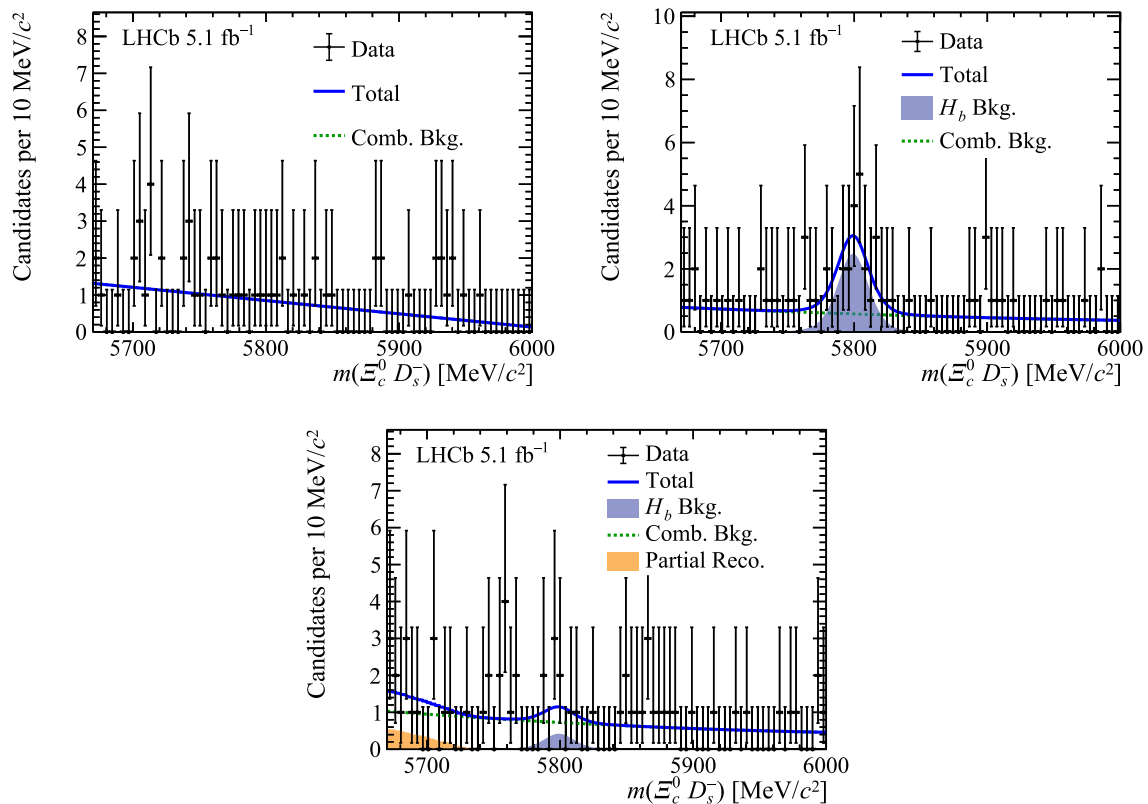 LHCb 5.1 fb⁻¹
Data
Total
Comb. Bkg.
Candidates per 10 MeV/c²
0 1 2 3 4 5 6 7 8
5700 5800 5900 6000
m(Ξc⁰ Ds⁻) [MeV/c²]
LHCb 5.1 fb⁻¹
Data
Total
Hb Bkg.
Comb. Bkg.
Candidates per 10 MeV/c²
0 2 4 6 8 10
5700 5800 5900 6000
m(Ξc⁰ Ds⁻) [MeV/c²]
LHCb 5.1 fb⁻¹
Data
Total
Hb Bkg.
Comb. Bkg.
Partial Reco.
Candidates per 10 MeV/c²
0 1 2 3 4 5 6 7 8
5700 5800 5900 6000
m(Ξc⁰ Ds⁻) [MeV/c²]